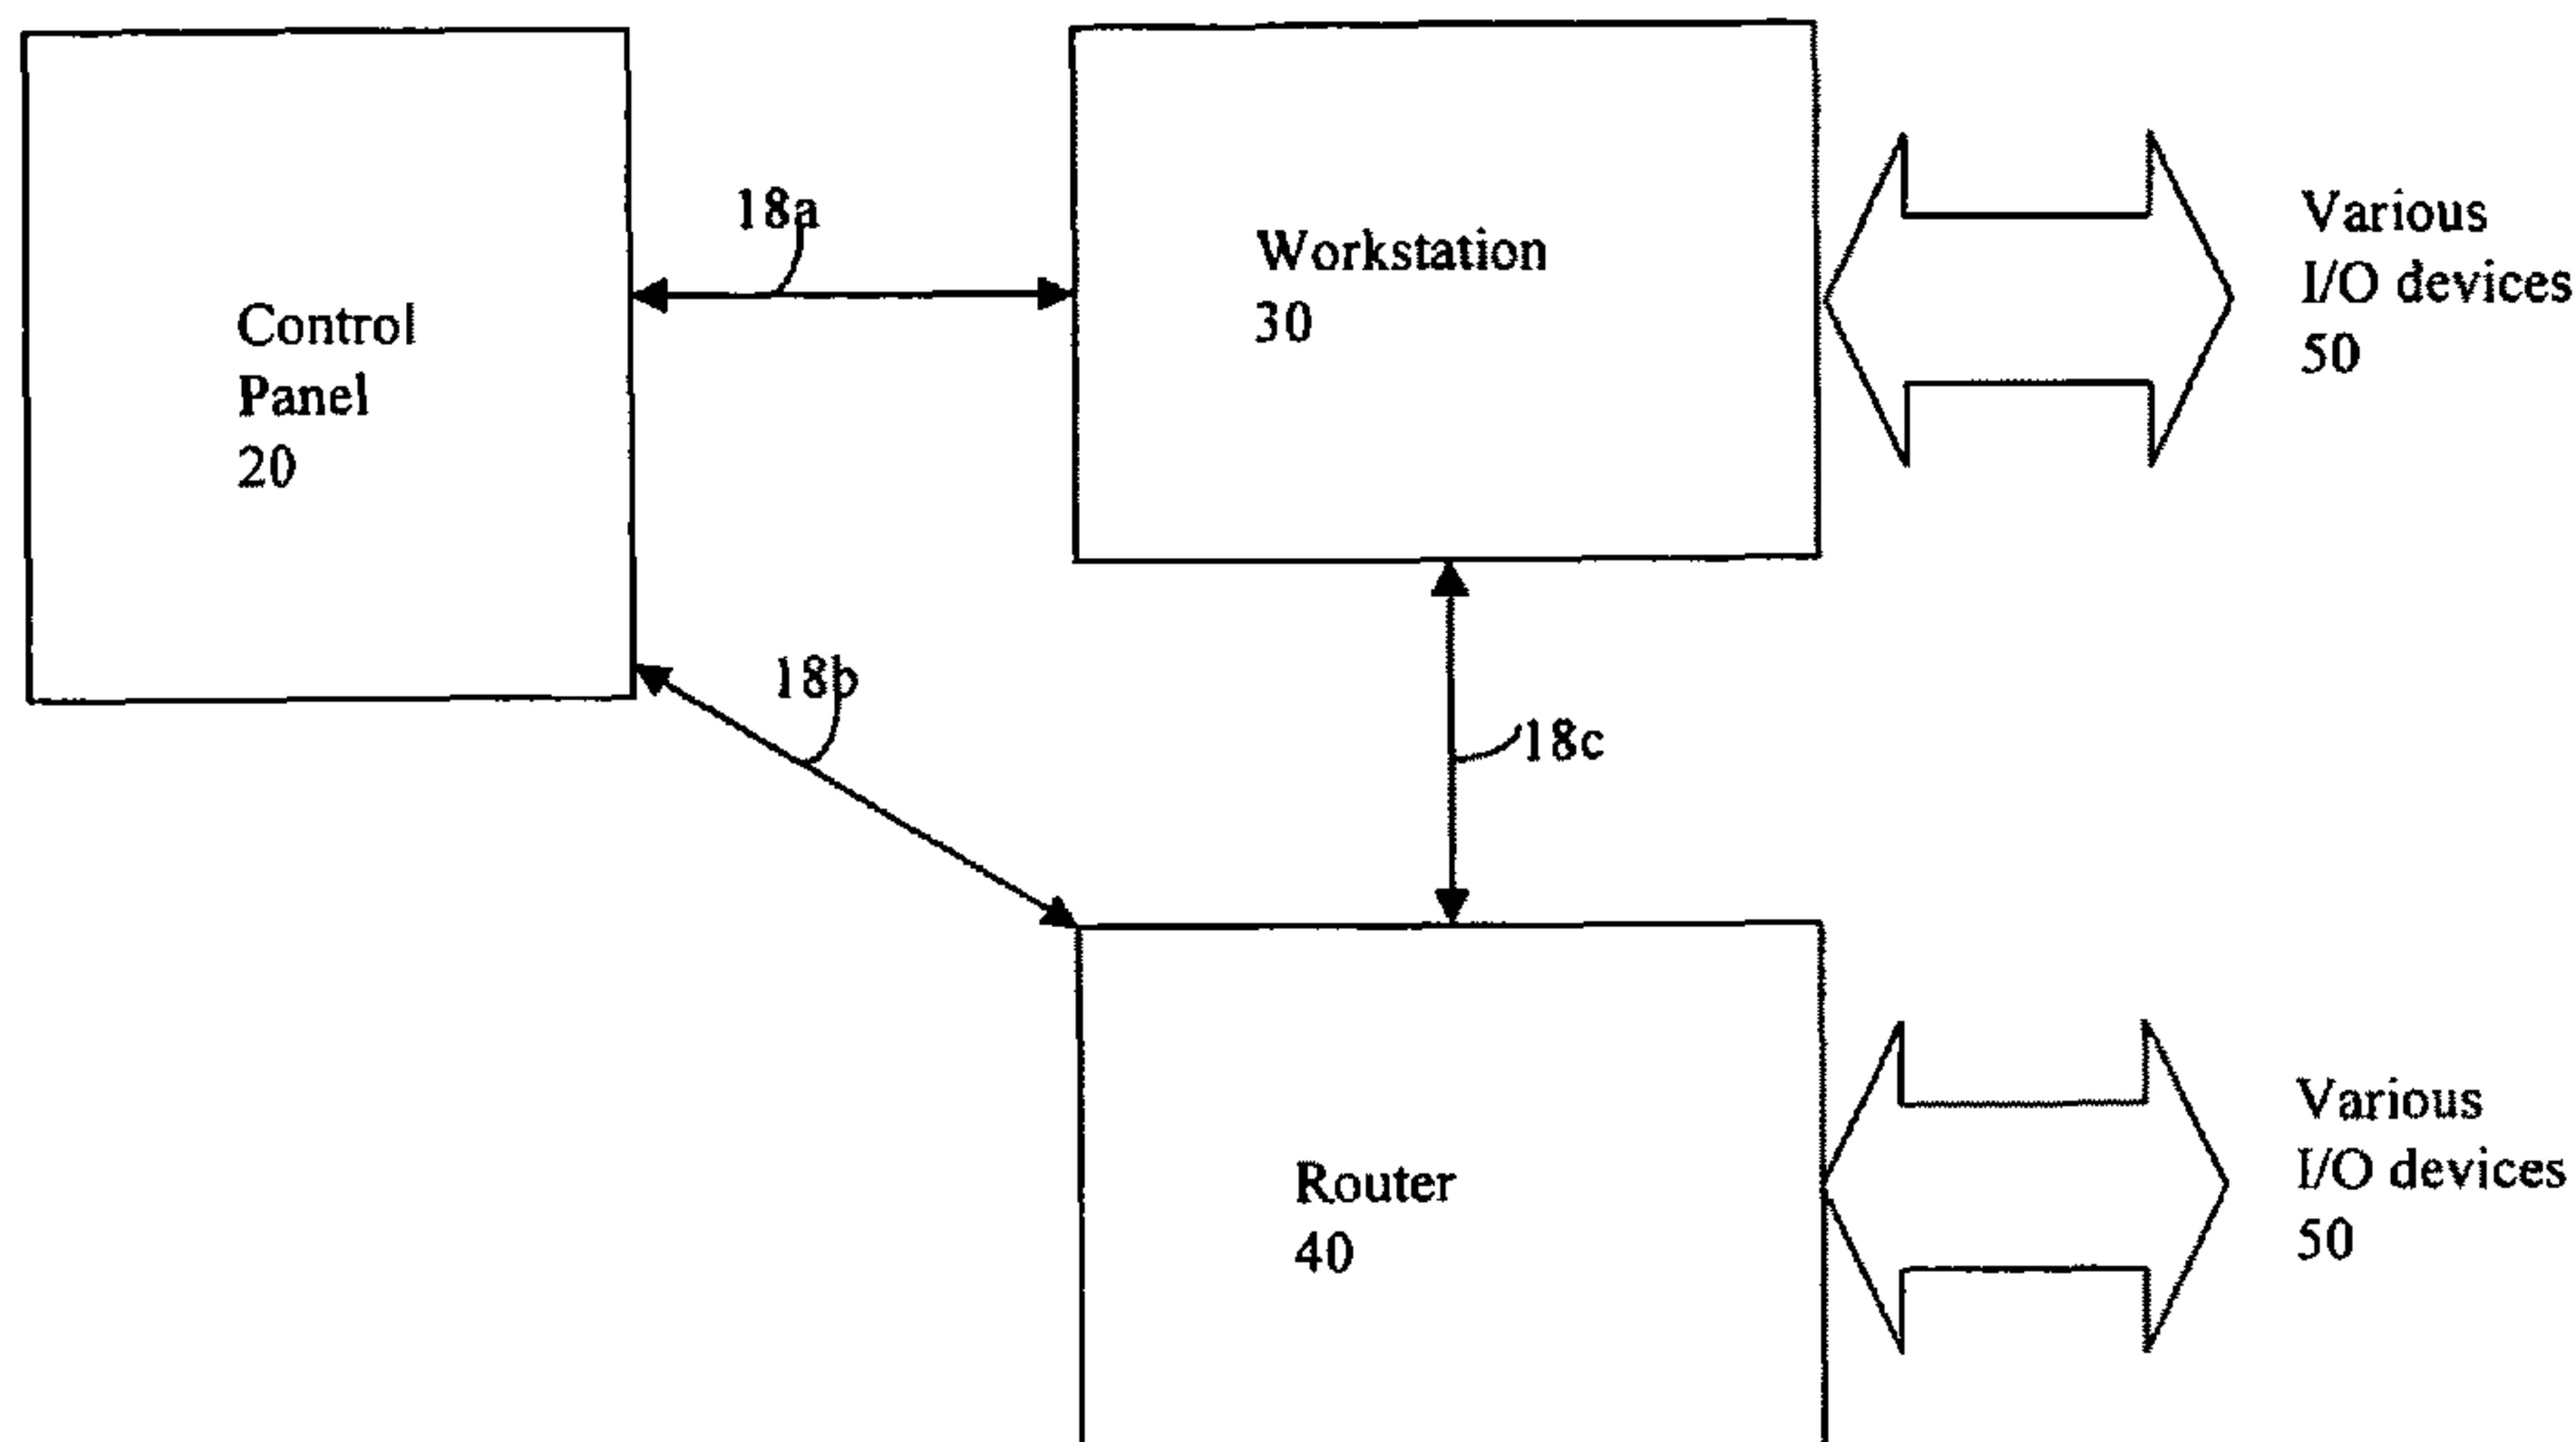 18a
Workstation
30
Various
I/O devices
50
Control
Panel
20
18b
18c
Router
40
Various
I/O devices
50